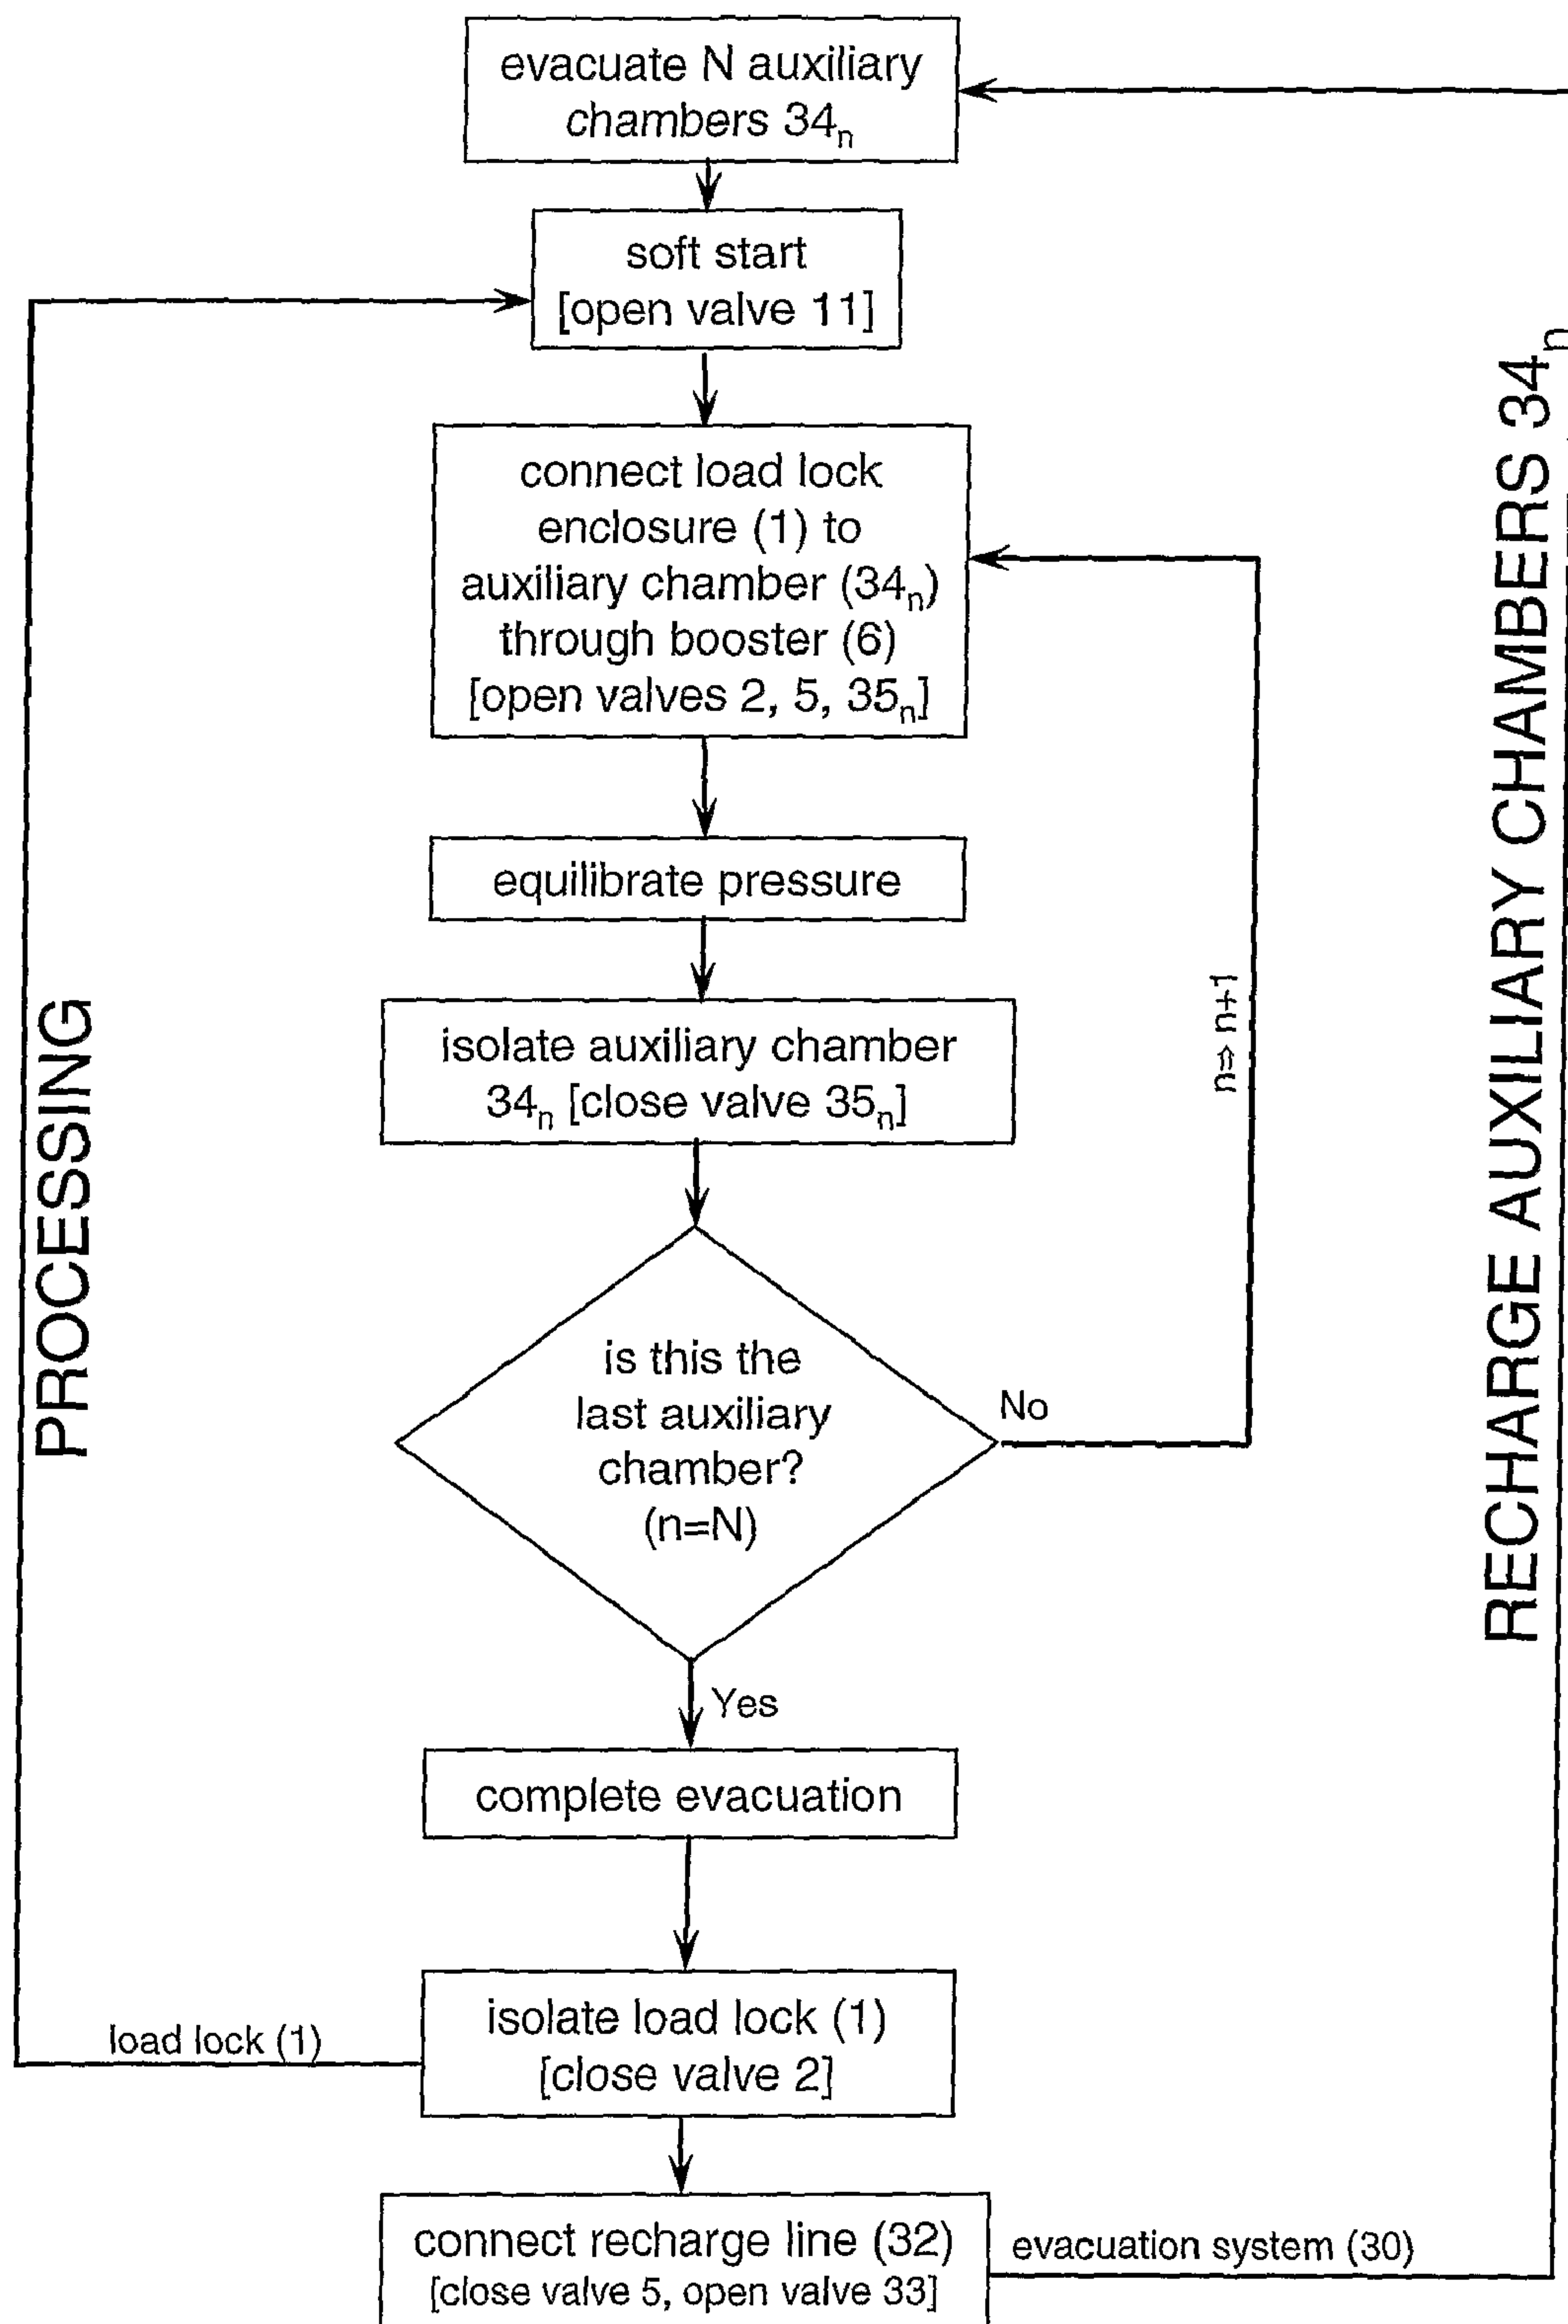 evacuate N auxiliary
chambers 34n
soft start
[open valve 11]
connect load lock
enclosure (1) to
auxiliary chamber (34n)
through booster (6)
[open valves 2, 5, 35n]
equilibrate pressure
isolate auxiliary chamber
34n [close valve 35n]
is this the
last auxiliary
chamber?
(n=N)
No
n⇒ n+1
Yes
complete evacuation
isolate load lock (1)
[close valve 2]
load lock (1)
PROCESSING
connect recharge line (32)
[close valve 5, open valve 33]
evacuation system (30)
RECHARGE AUXILIARY CHAMBERS 34n